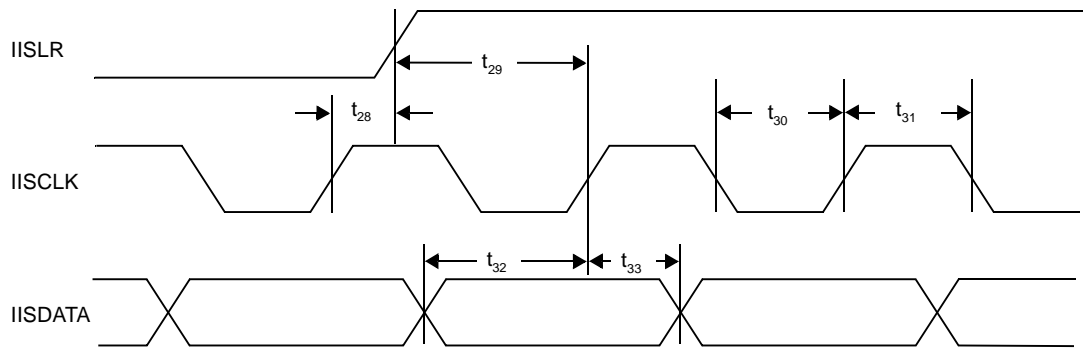 IISLR
t29
t28
t30
t31
IISCLK
t32
t33
IISDATA